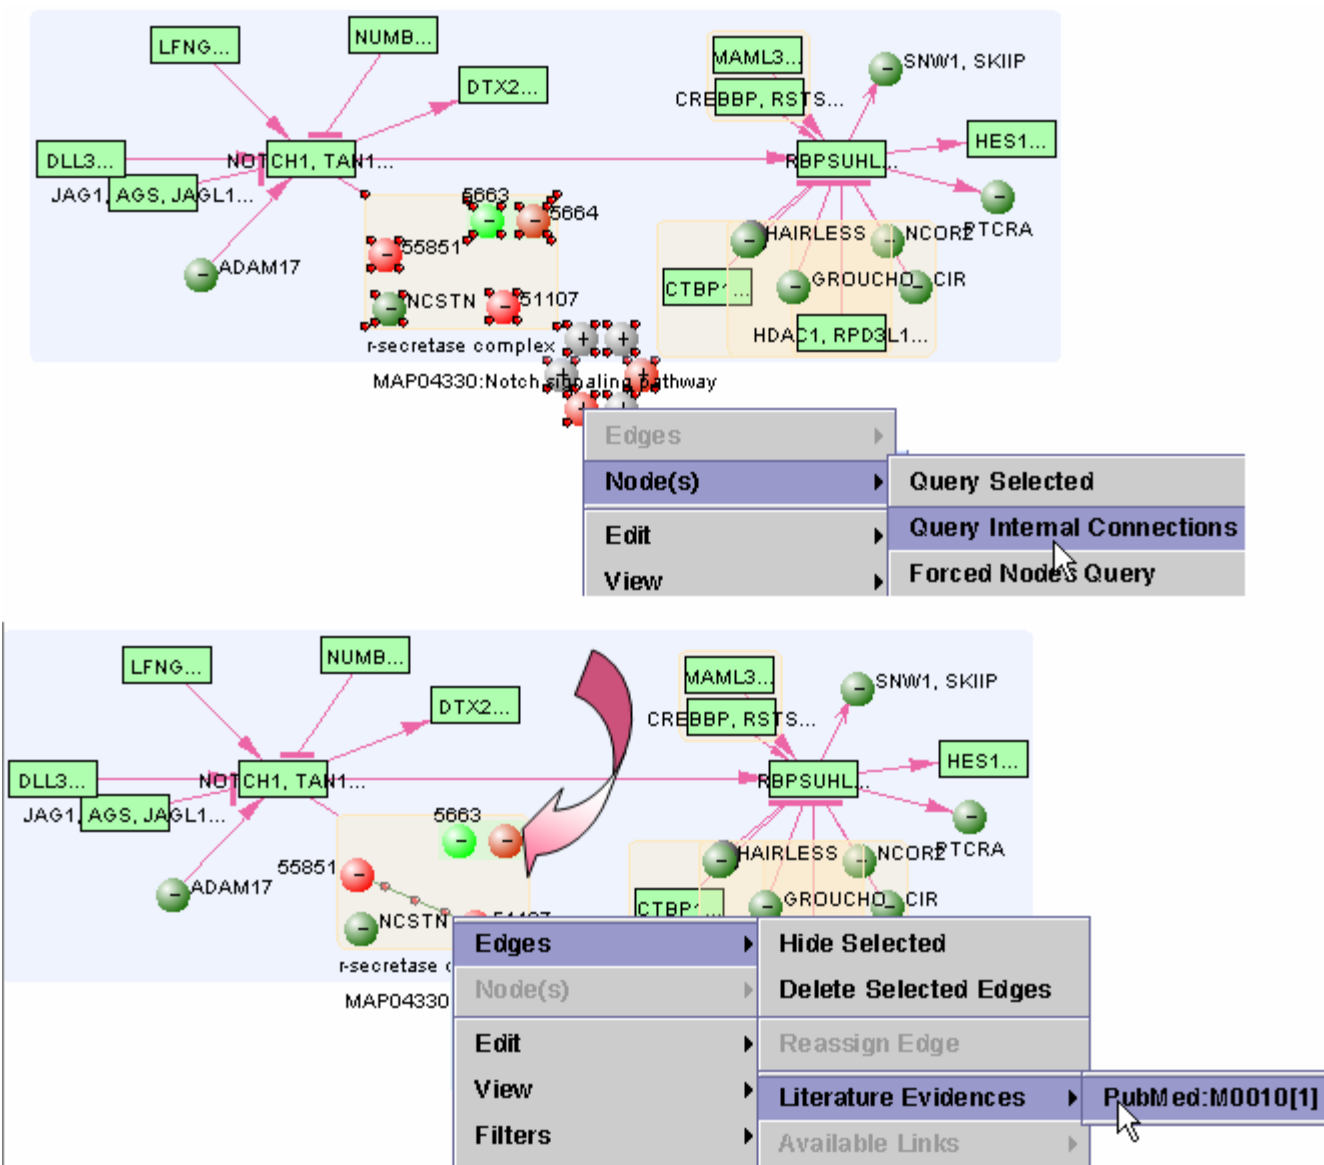 LFNG...
NUMB...
DTX2...
MAML3...
CREBBP, RSTS...
SNW1, SKIIP
DLL3...
NOTCH1, TAN1...
RBPSUHL...
HES1...
JAG1, AGS, JAGL1...
PTCRA
5663
5664
55851
HAIRLESS
NCOR2
ADAM17
NCSTN
51107
CTBP1...
GROUCHO
CIR
r-secretase complex
HDAC1, RPD3L1...
MAP04330:Notch signaling pathway
Edges
Node(s)
Edit
View
Query Selected
Query Internal Connections
Forced Nodes Query
LFNG...
NUMB...
DTX2...
MAML3...
CREBBP, RSTS...
SNW1, SKIIP
DLL3...
NOTCH1, TAN1...
RBPSUHL...
HES1...
JAG1, AGS, JAGL1...
PTCRA
5663
55851
HAIRLESS
NCOR2
ADAM17
NCSTN
CTBP1...
GROUCHO
CIR
r-secretase
MAP04330
Edges
Node(s)
Edit
View
Filters
Hide Selected
Delete Selected Edges
Reassign Edge
Literature Evidences
Available Links
PubMed:M0010[1]